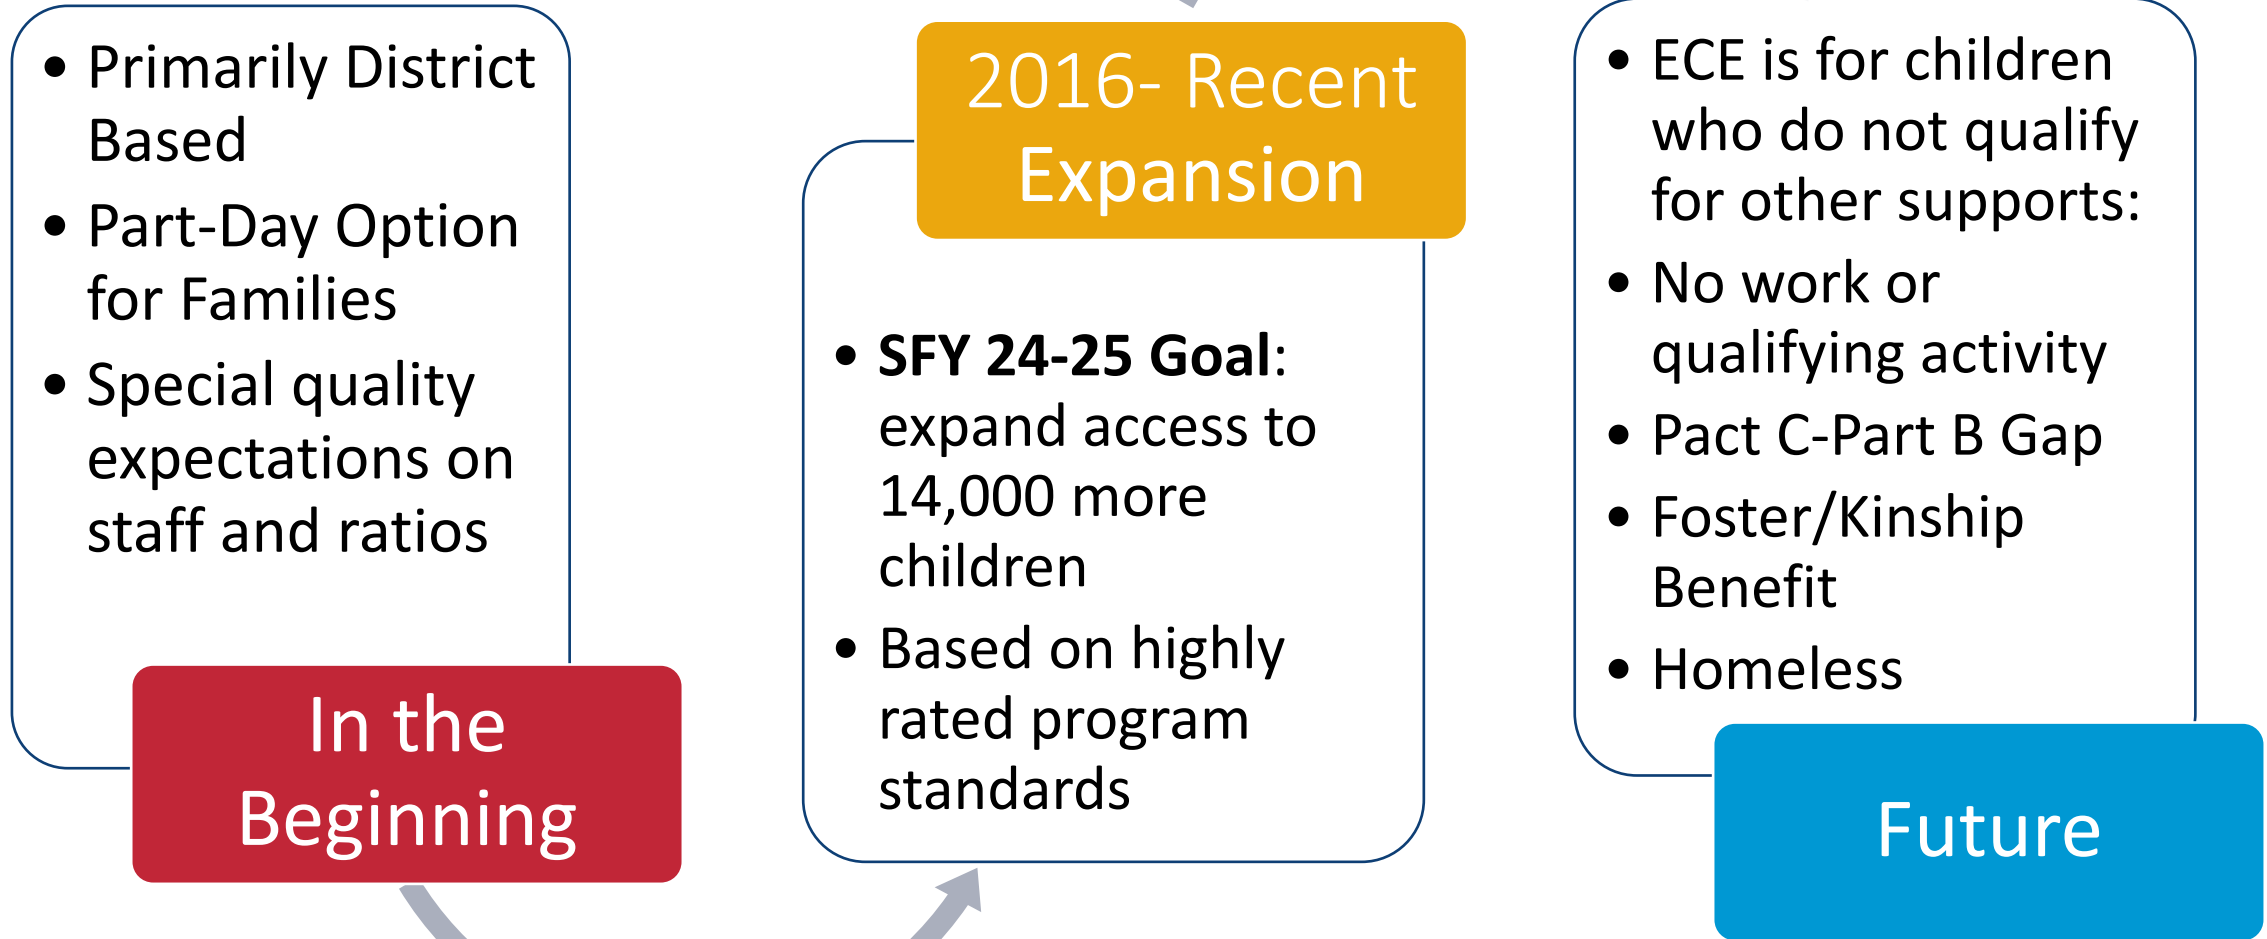 • Primarily District
Based
• Part-Day Option
for Families
• Special quality
expectations on
staff and ratios
In the
Beginning
2016- Recent
Expansion
• SFY 24-25 Goal:
expand access to
14,000 more
children
• Based on highly
rated program
standards
• ECE is for children
who do not qualify
for other supports:
• No work or
qualifying activity
• Pact C-Part B Gap
• Foster/Kinship
Benefit
• Homeless
Future